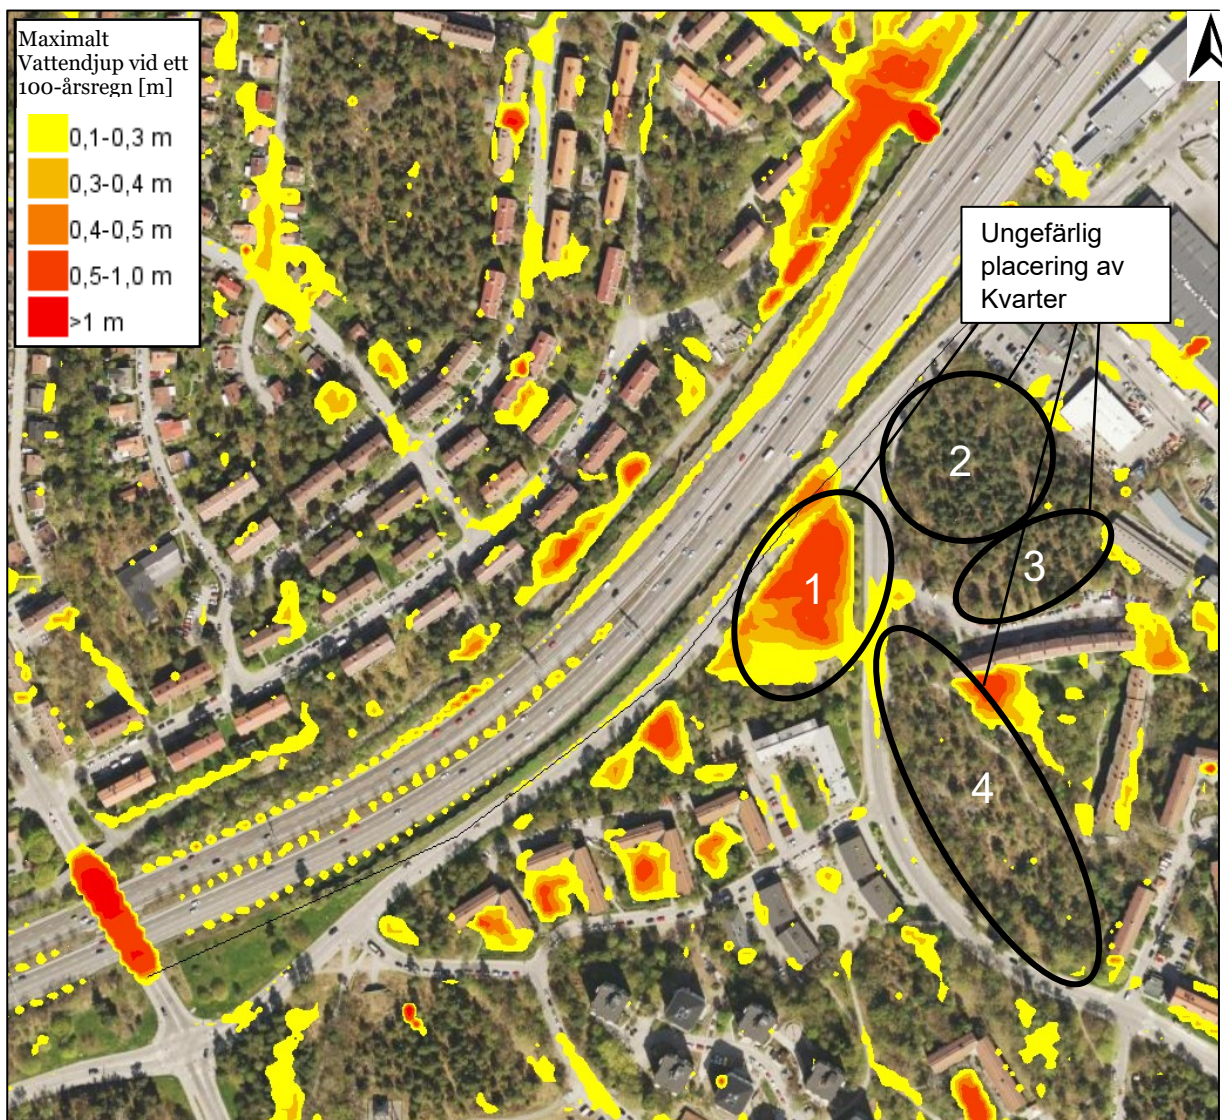 Maximalt
Vattendjup vid ett
100-årsregn [m]
0,1-0,3 m
0,3-0,4 m
0,4-0,5 m
0,5-1,0 m
>1 m
Ungefärlig
placering av
Kvarter
2
3
1
4